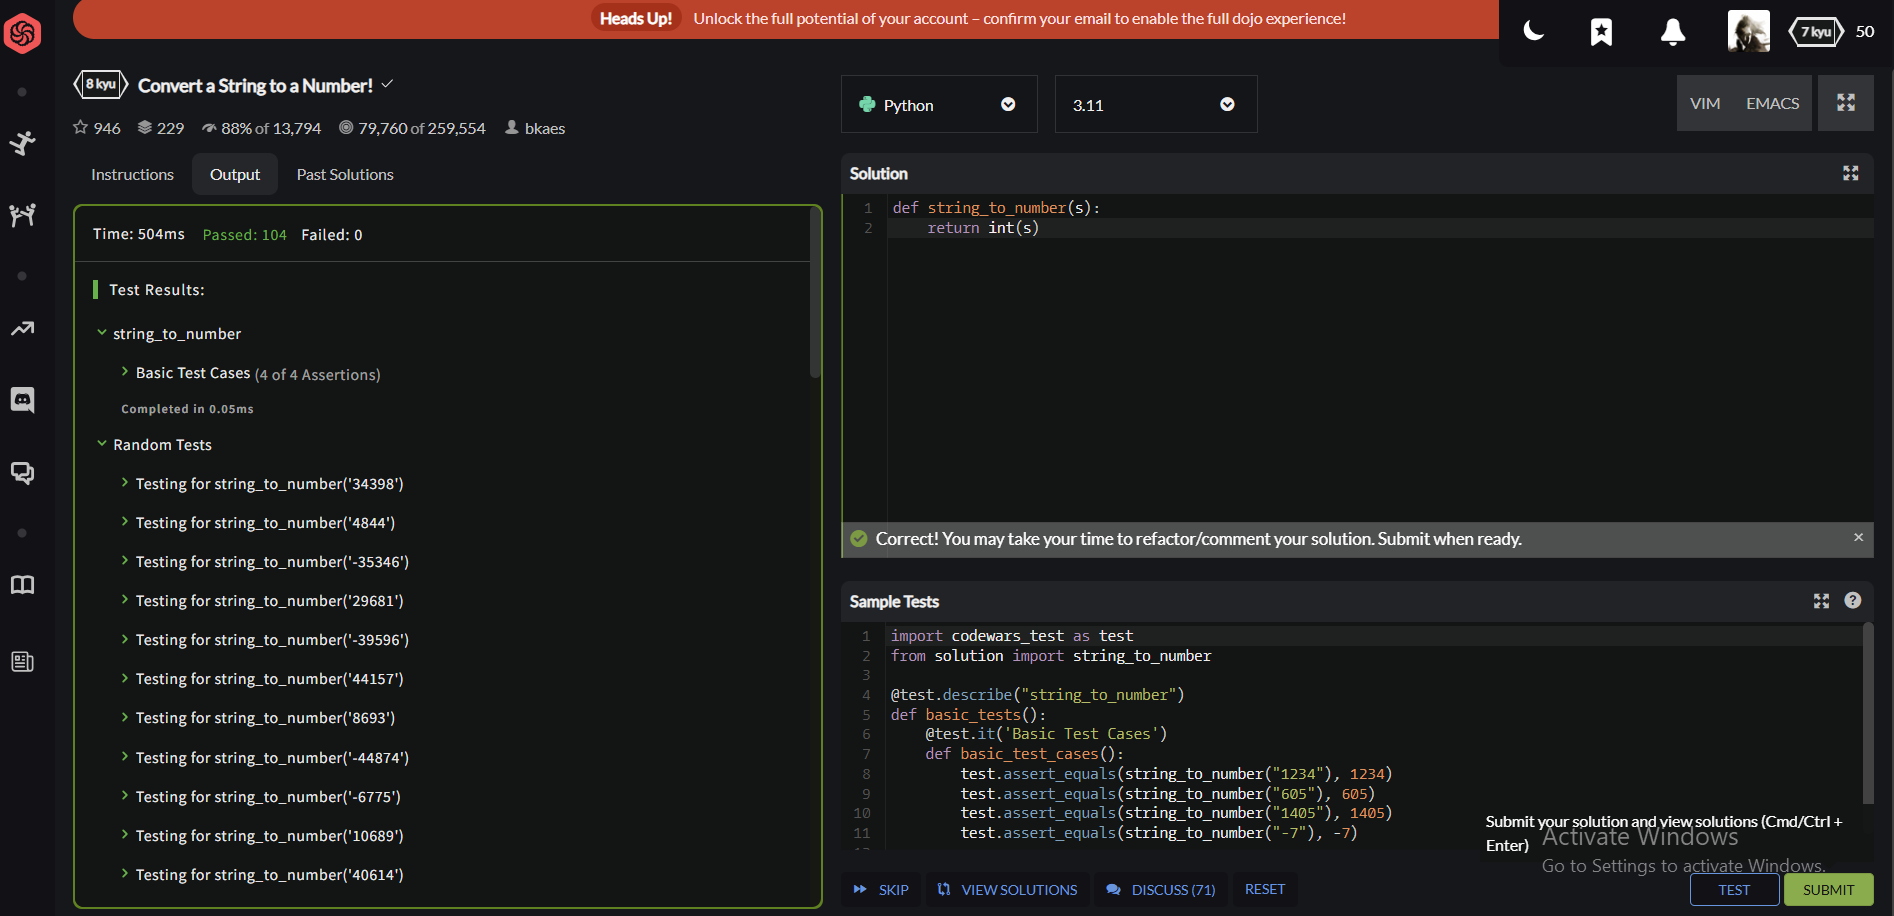 Heads Up! Unlock the full potential of your account – confirm your email to enable the full dojo experience!
7 kyu 50
8 kyu Convert a String to a Number!
946 229 88% of 13,794 79,760 of 259,554 bkaes
Instructions Output Past Solutions
Time: 504ms Passed: 104 Failed: 0
Test Results:
string_to_number
Basic Test Cases (4 of 4 Assertions)
Completed in 0.05ms
Random Tests
Testing for string_to_number('34398')
Testing for string_to_number('4844')
Testing for string_to_number('-35346')
Testing for string_to_number('29681')
Testing for string_to_number('-39596')
Testing for string_to_number('44157')
Testing for string_to_number('8693')
Testing for string_to_number('-44874')
Testing for string_to_number('-6775')
Testing for string_to_number('10689')
Testing for string_to_number('40614')
Python 3.11 VIM EMACS
Solution
1 def string_to_number(s):
2 return int(s)
Correct! You may take your time to refactor/comment your solution. Submit when ready.
Sample Tests
1 import codewars_test as test
2 from solution import string_to_number
3
4 @test.describe("string_to_number")
5 def basic_tests():
6 @test.it('Basic Test Cases')
7 def basic_test_cases():
8 test.assert_equals(string_to_number("1234"), 1234)
9 test.assert_equals(string_to_number("605"), 605)
10 test.assert_equals(string_to_number("1405"), 1405)
11 test.assert_equals(string_to_number("-7"), -7)
Submit your solution and view solutions (Cmd/Ctrl +
Enter)
Activate Windows
Go to Settings to activate Windows.
SKIP VIEW SOLUTIONS DISCUSS (71) RESET TEST SUBMIT